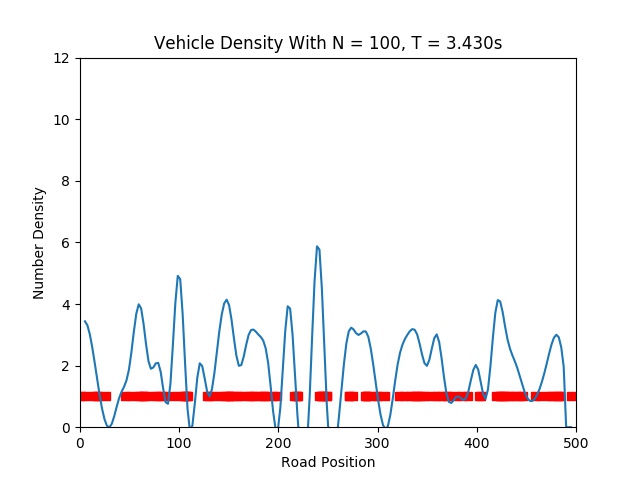 Vehicle Density With N = 100, T = 3.430s
12
10
8
6
4
2
0
Number Density
0 100 200 300 400 500
Road Position